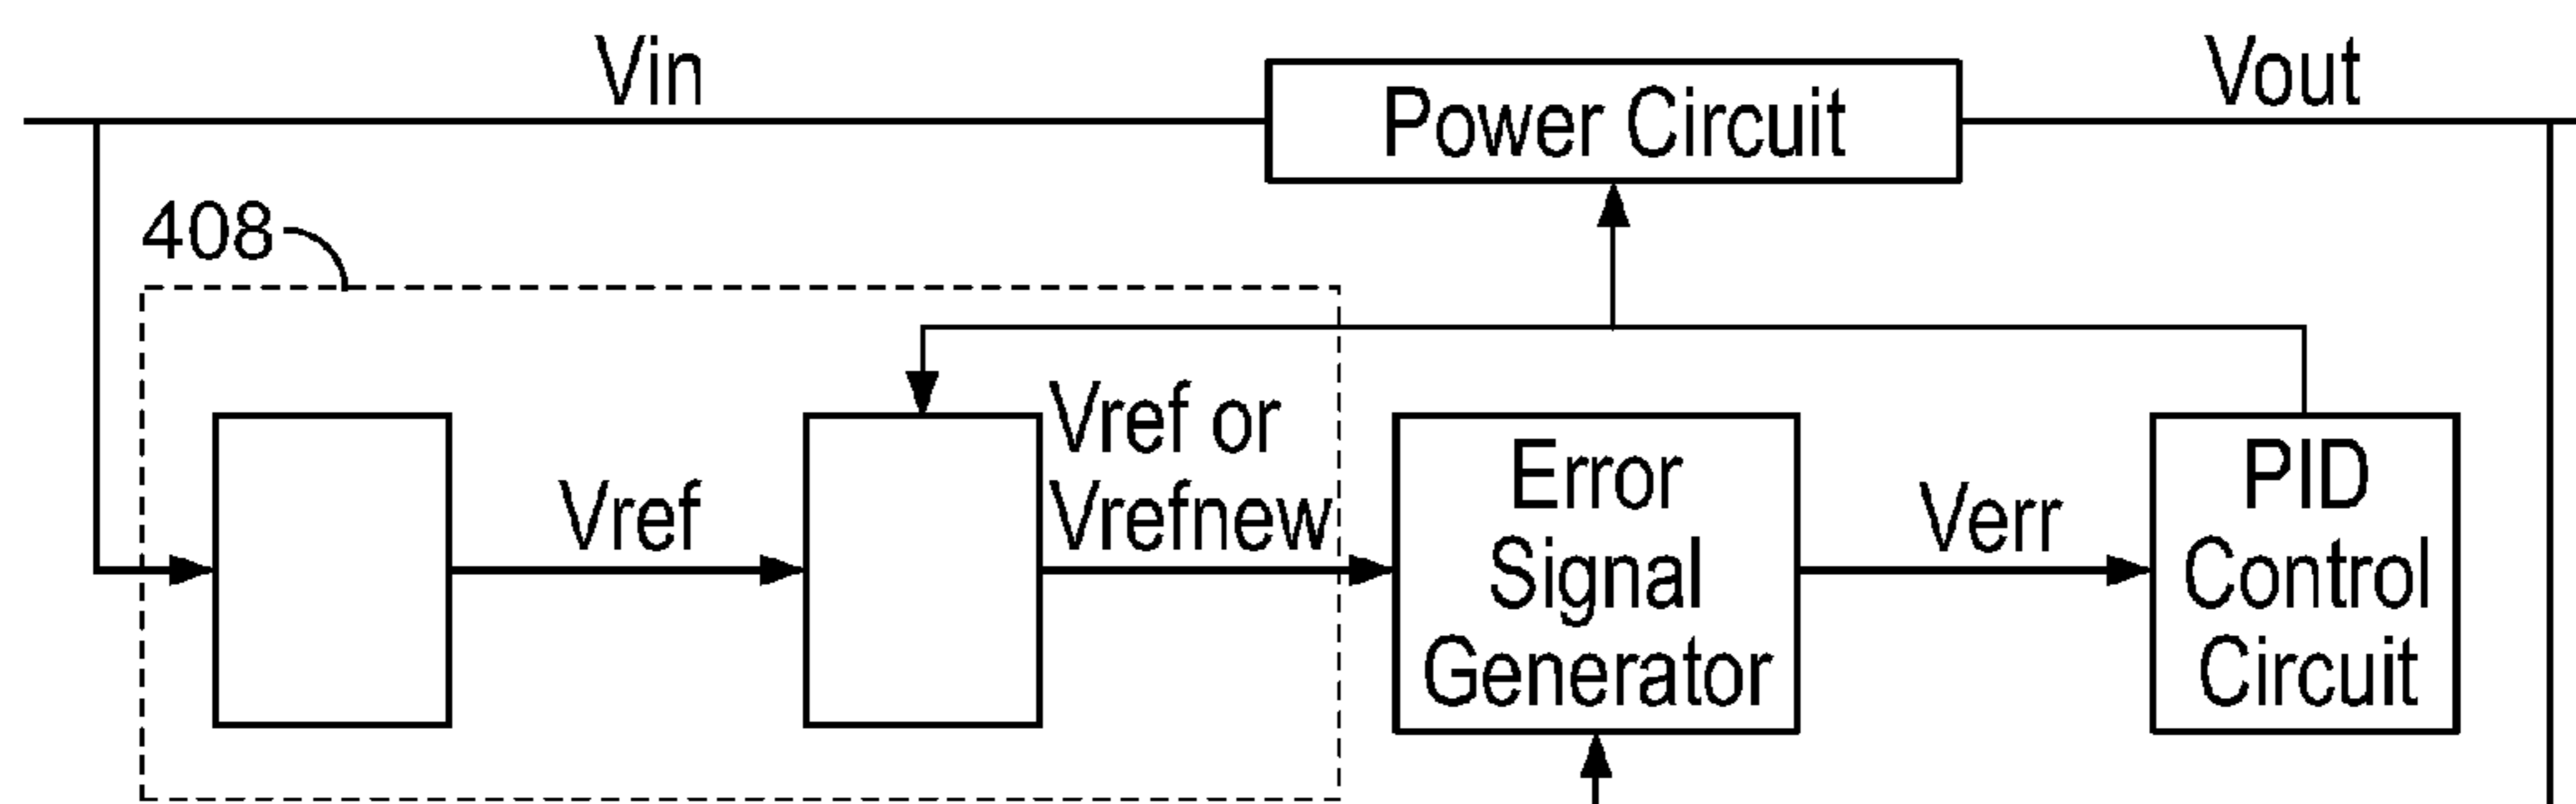 Vin
Power Circuit
Vout
408
Vref
Vref or
Vrefnew
Error
Signal
Generator
Verr
PID
Control
Circuit